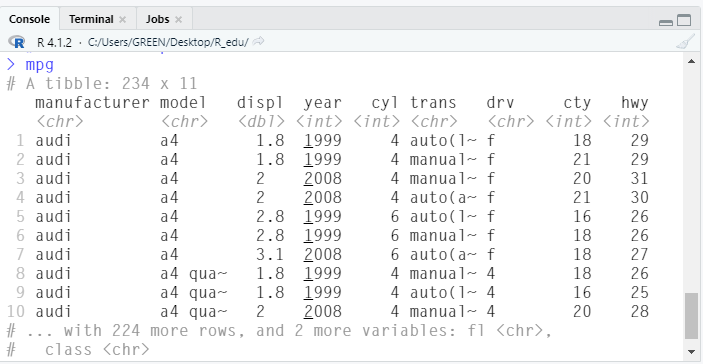 Console Terminal Jobs
R 4.1.2 · C:/Users/GREEN/Desktop/R_edu/
> mpg
# A tibble: 234 x 11
manufacturer model displ year cyl trans drv cty hwy
<chr> <chr> <dbl> <int> <int> <chr> <chr> <int> <int>
1 audi a4 1.8 1999 4 auto(l~ f 18 29
2 audi a4 1.8 1999 4 manual~ f 21 29
3 audi a4 2 2008 4 manual~ f 20 31
4 audi a4 2 2008 4 auto(a~ f 21 30
5 audi a4 2.8 1999 6 auto(l~ f 16 26
6 audi a4 2.8 1999 6 manual~ f 18 26
7 audi a4 3.1 2008 6 auto(a~ f 18 27
8 audi a4 qua~ 1.8 1999 4 manual~ 4 18 26
9 audi a4 qua~ 1.8 1999 4 auto(l~ 4 16 25
10 audi a4 qua~ 2 2008 4 manual~ 4 20 28
# ... with 224 more rows, and 2 more variables: fl <chr>,
# class <chr>